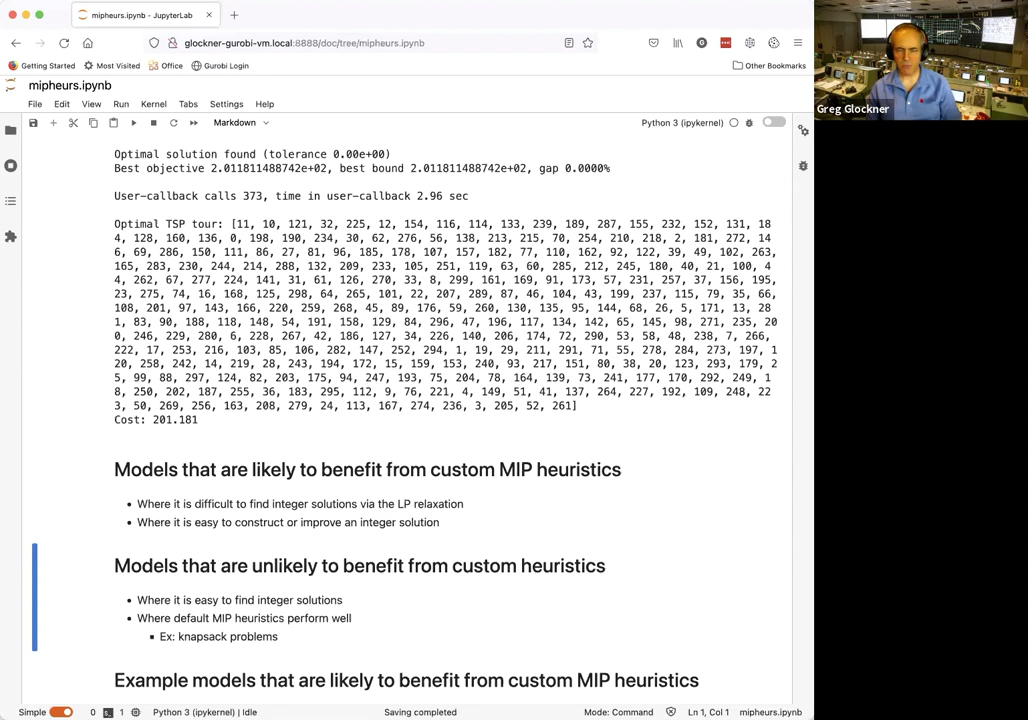 mipheurs.ipynb - JupyterLab
glockner-gurobi-vm.local:8888/doc/tree/mipheurs.ipynb
Getting Started Most Visited Office Gurobi Login Other Bookmarks
mipheurs.ipynb
File Edit View Run Kernel Tabs Settings Help
Markdown Python 3 (ipykernel)
Optimal solution found (tolerance 0.00e+00)
Best objective 2.011811488742e+02, best bound 2.011811488742e+02, gap 0.0000%
User-callback calls 373, time in user-callback 2.96 sec
Optimal TSP tour: [11, 10, 121, 32, 225, 12, 154, 116, 114, 133, 239, 189, 287, 155, 232, 152, 131, 18
4, 128, 160, 136, 0, 198, 190, 234, 30, 62, 276, 56, 138, 213, 215, 70, 254, 210, 218, 2, 181, 272, 14
6, 69, 286, 150, 111, 86, 27, 81, 96, 185, 178, 107, 157, 182, 77, 110, 162, 92, 122, 39, 49, 102, 263,
165, 283, 230, 244, 214, 288, 132, 209, 233, 105, 251, 119, 63, 60, 285, 212, 245, 180, 40, 21, 100, 4
4, 262, 67, 277, 224, 141, 31, 61, 126, 270, 33, 8, 299, 161, 169, 91, 173, 57, 231, 257, 37, 156, 195,
23, 275, 74, 16, 168, 125, 298, 64, 265, 101, 22, 207, 289, 87, 46, 104, 43, 199, 237, 115, 79, 35, 66,
108, 201, 97, 143, 166, 220, 259, 268, 45, 89, 176, 59, 260, 130, 135, 95, 144, 68, 26, 5, 171, 13, 28
1, 83, 90, 188, 118, 148, 54, 191, 158, 129, 84, 296, 47, 196, 117, 134, 142, 65, 145, 98, 271, 235, 20
0, 246, 229, 280, 6, 228, 267, 42, 186, 127, 34, 226, 140, 206, 174, 72, 290, 53, 58, 48, 238, 7, 266,
222, 17, 253, 216, 103, 85, 106, 282, 147, 252, 294, 1, 19, 29, 211, 291, 71, 55, 278, 284, 273, 197, 1
20, 258, 242, 14, 219, 28, 243, 194, 172, 15, 159, 153, 240, 93, 217, 151, 80, 38, 20, 123, 293, 179, 2
5, 99, 88, 297, 124, 82, 203, 175, 94, 247, 193, 75, 204, 78, 164, 139, 73, 241, 177, 170, 292, 249, 1
8, 250, 202, 187, 255, 36, 183, 295, 112, 9, 76, 221, 4, 149, 51, 41, 137, 264, 227, 192, 109, 248, 22
3, 50, 269, 256, 163, 208, 279, 24, 113, 167, 274, 236, 3, 205, 52, 261]
Cost: 201.181
Models that are likely to benefit from custom MIP heuristics
Where it is difficult to find integer solutions via the LP relaxation
Where it is easy to construct or improve an integer solution
Models that are unlikely to benefit from custom heuristics
Where it is easy to find integer solutions
Where default MIP heuristics perform well
Ex: knapsack problems
Example models that are likely to benefit from custom MIP heuristics
Simple 0 1 Python 3 (ipykernel) | Idle Saving completed Mode: Command Ln 1, Col 1 mipheurs.ipynb
Greg Glockner